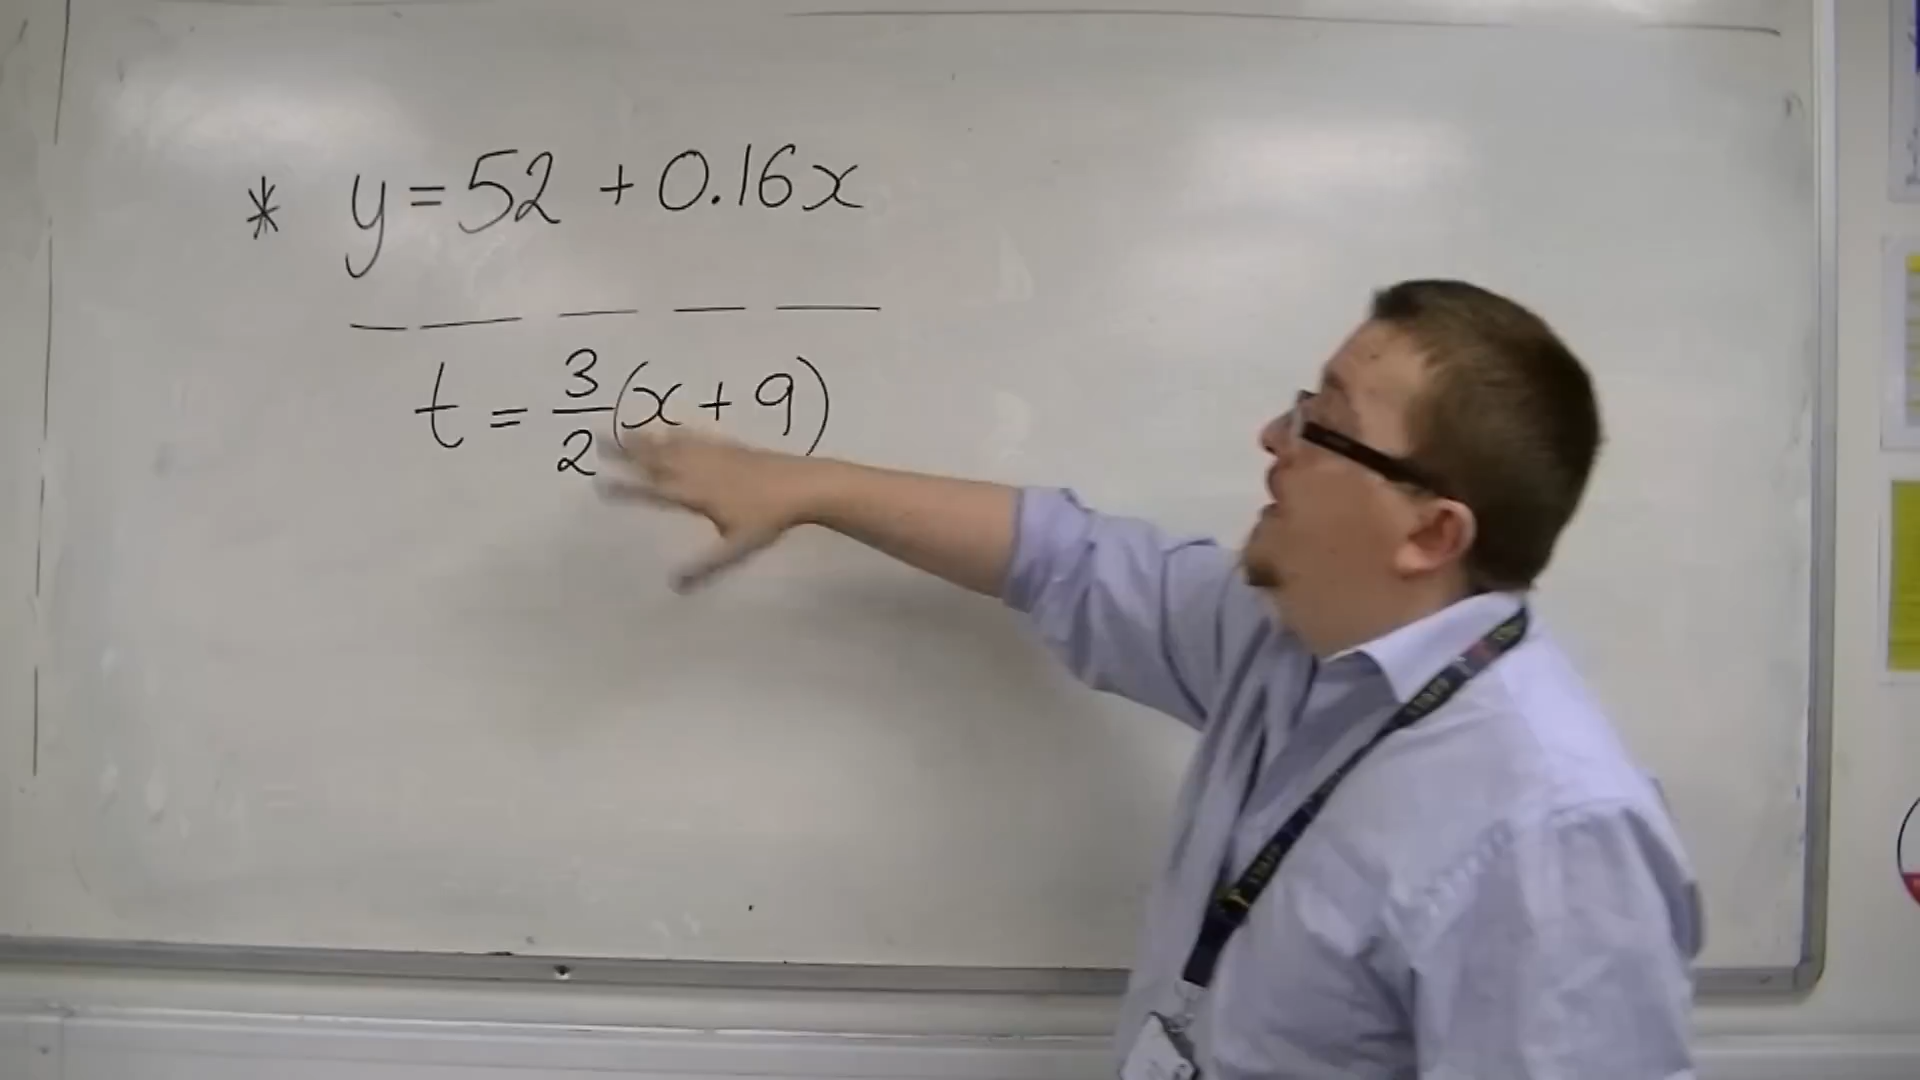 * y = 52 + 0.16x
t = 3/2 (x + 9)